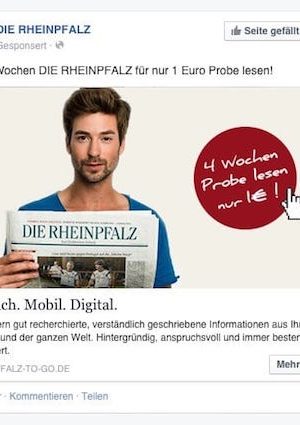 DIE RHEINPFALZ
Gesponsert ·
Seite gefällt
Wochen DIE RHEINPFALZ für nur 1 Euro Probe lesen!
4 Wochen
Probe lesen
nur 1€!
DIE RHEINPFALZ
ach. Mobil. Digital.
ern gut recherchierte, verständlich geschriebene Informationen aus Ihr
und der ganzen Welt. Hintergründig, anspruchsvoll und immer besten
ert.
FALZ-TO-GO.DE
Mehr
· Kommentieren · Teilen